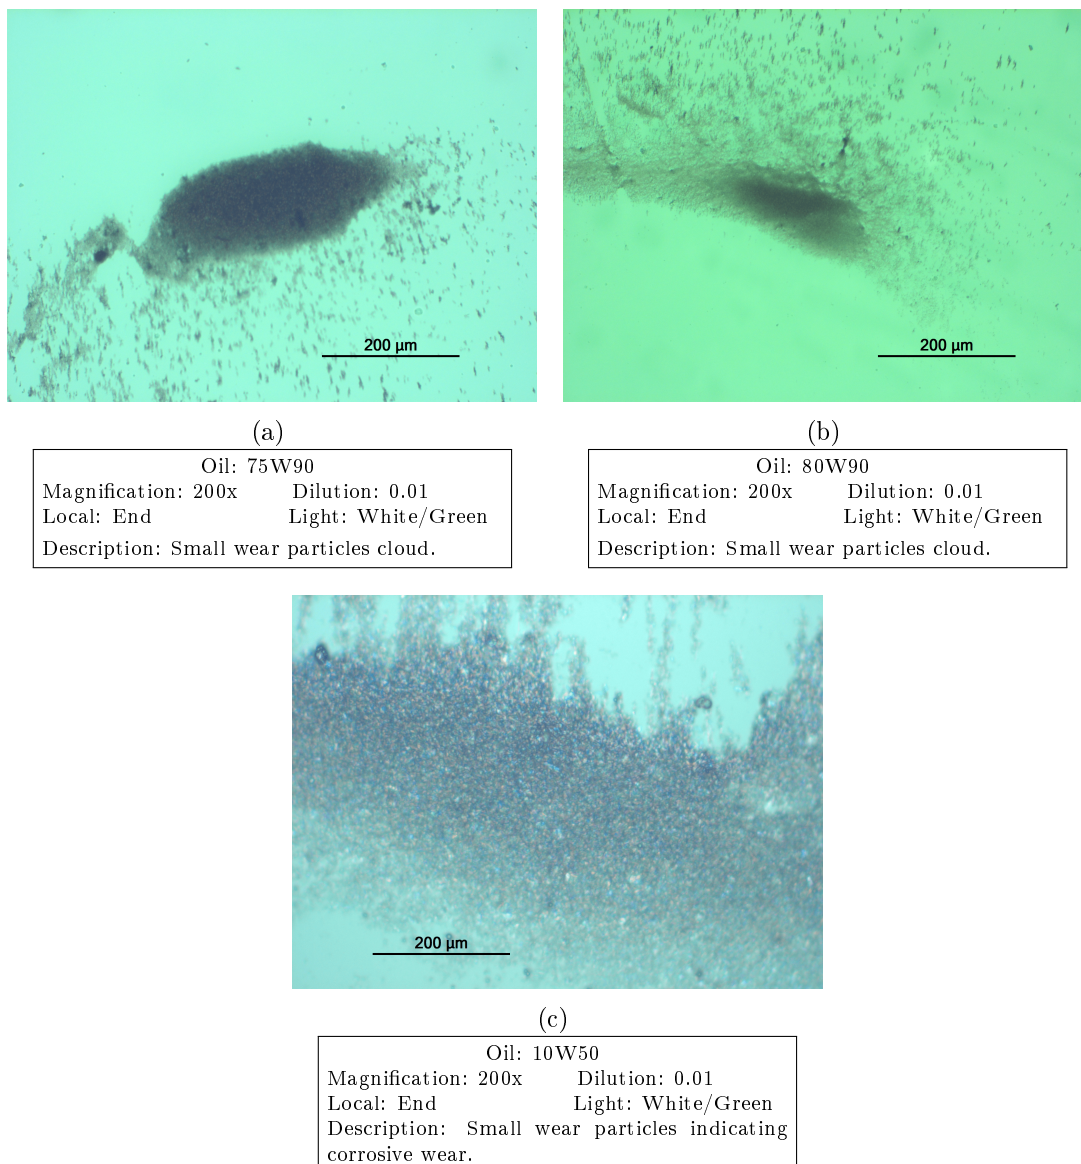 200 µm
200 µm
(a)
(b)
Oil: 75W90
Magnification: 200x Dilution: 0.01
Local: End Light: White/Green
Description: Small wear particles cloud.
Oil: 80W90
Magnification: 200x Dilution: 0.01
Local: End Light: White/Green
Description: Small wear particles cloud.
200 µm
(c)
Oil: 10W50
Magnification: 200x Dilution: 0.01
Local: End Light: White/Green
Description: Small wear particles indicating
corrosive wear.